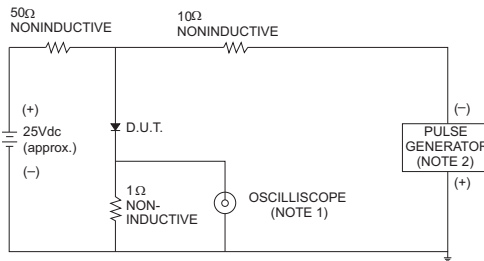 50Ω
NONINDUCTIVE
10Ω
NONINDUCTIVE
(+)
25Vdc
(approx.)
(–)
D.U.T.
1Ω
NON-
INDUCTIVE
OSCILLISCOPE
(NOTE 1)
(–)
PULSE
GENERATOR
(NOTE 2)
(+)